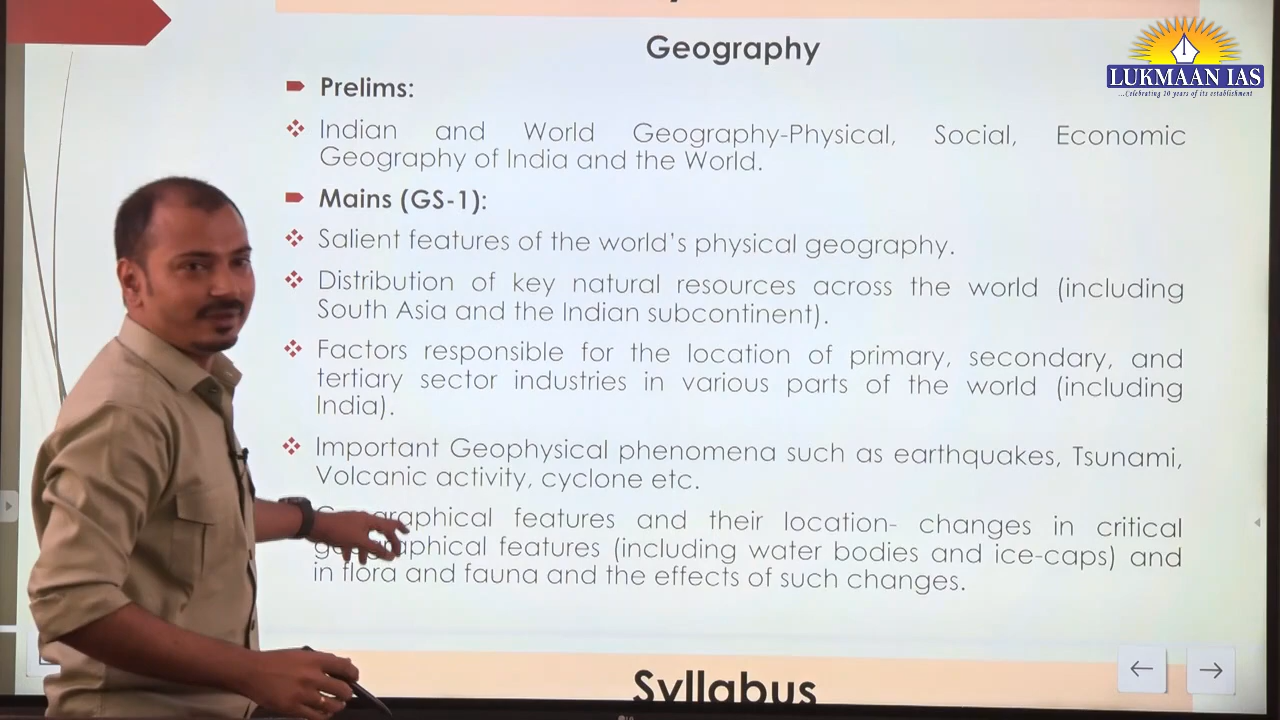 Geography
LUKMAAN IAS
...Celebrating 10 years of its establishment
Prelims:
Indian and World Geography-Physical, Social, Economic
Geography of India and the World.
Mains (GS-1):
Salient features of the world's physical geography.
Distribution of key natural resources across the world (including
South Asia and the Indian subcontinent).
Factors responsible for the location of primary, secondary, and
tertiary sector industries in various parts of the world (including
India).
Important Geophysical phenomena such as earthquakes, Tsunami,
Volcanic activity, cyclone etc.
Geographical features and their location- changes in critical
geographical features (including water bodies and ice-caps) and
in flora and fauna and the effects of such changes.
Syllabus
LG